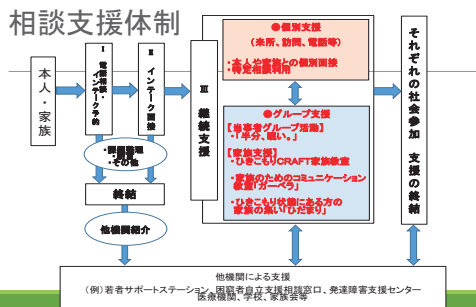 相談支援体制
本人・家族
Ⅰ 電話相談・
インテーク予約
Ⅱ インテーク面接
Ⅲ 継続支援
●個別支援
（来所、訪問、電話等）
・本人や家族との個別面接
・特定相談利用
●グループ支援
【当事者グループ活動】
【家族支援】
・ひきこもりCRAFT家族教室
・家族のためのコミュニケーション
教室「ガーベラ」
・ひきこもり状態にある方の
家族の集い「ひだまり」
それぞれの社会参加 支援の終結
・その他
終結
他機関紹介
他機関による支援
（例）若者サポートステーション、困窮者自立支援相談窓口、発達障害支援センター
医療機関、学校、家族会等